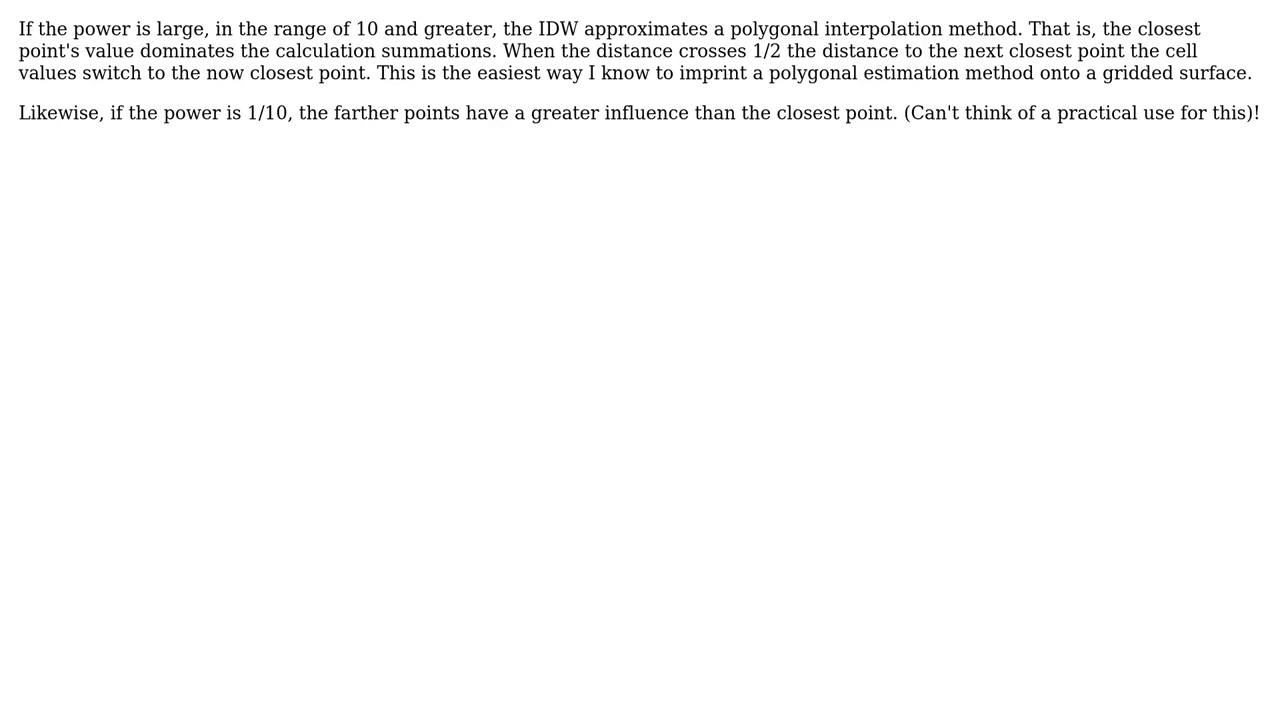 If the power is large, in the range of 10 and greater, the IDW approximates a polygonal interpolation method. That is, the closest
point's value dominates the calculation summations. When the distance crosses 1/2 the distance to the next closest point the cell
values switch to the now closest point. This is the easiest way I know to imprint a polygonal estimation method onto a gridded surface.
Likewise, if the power is 1/10, the farther points have a greater influence than the closest point. (Can't think of a practical use for this)!